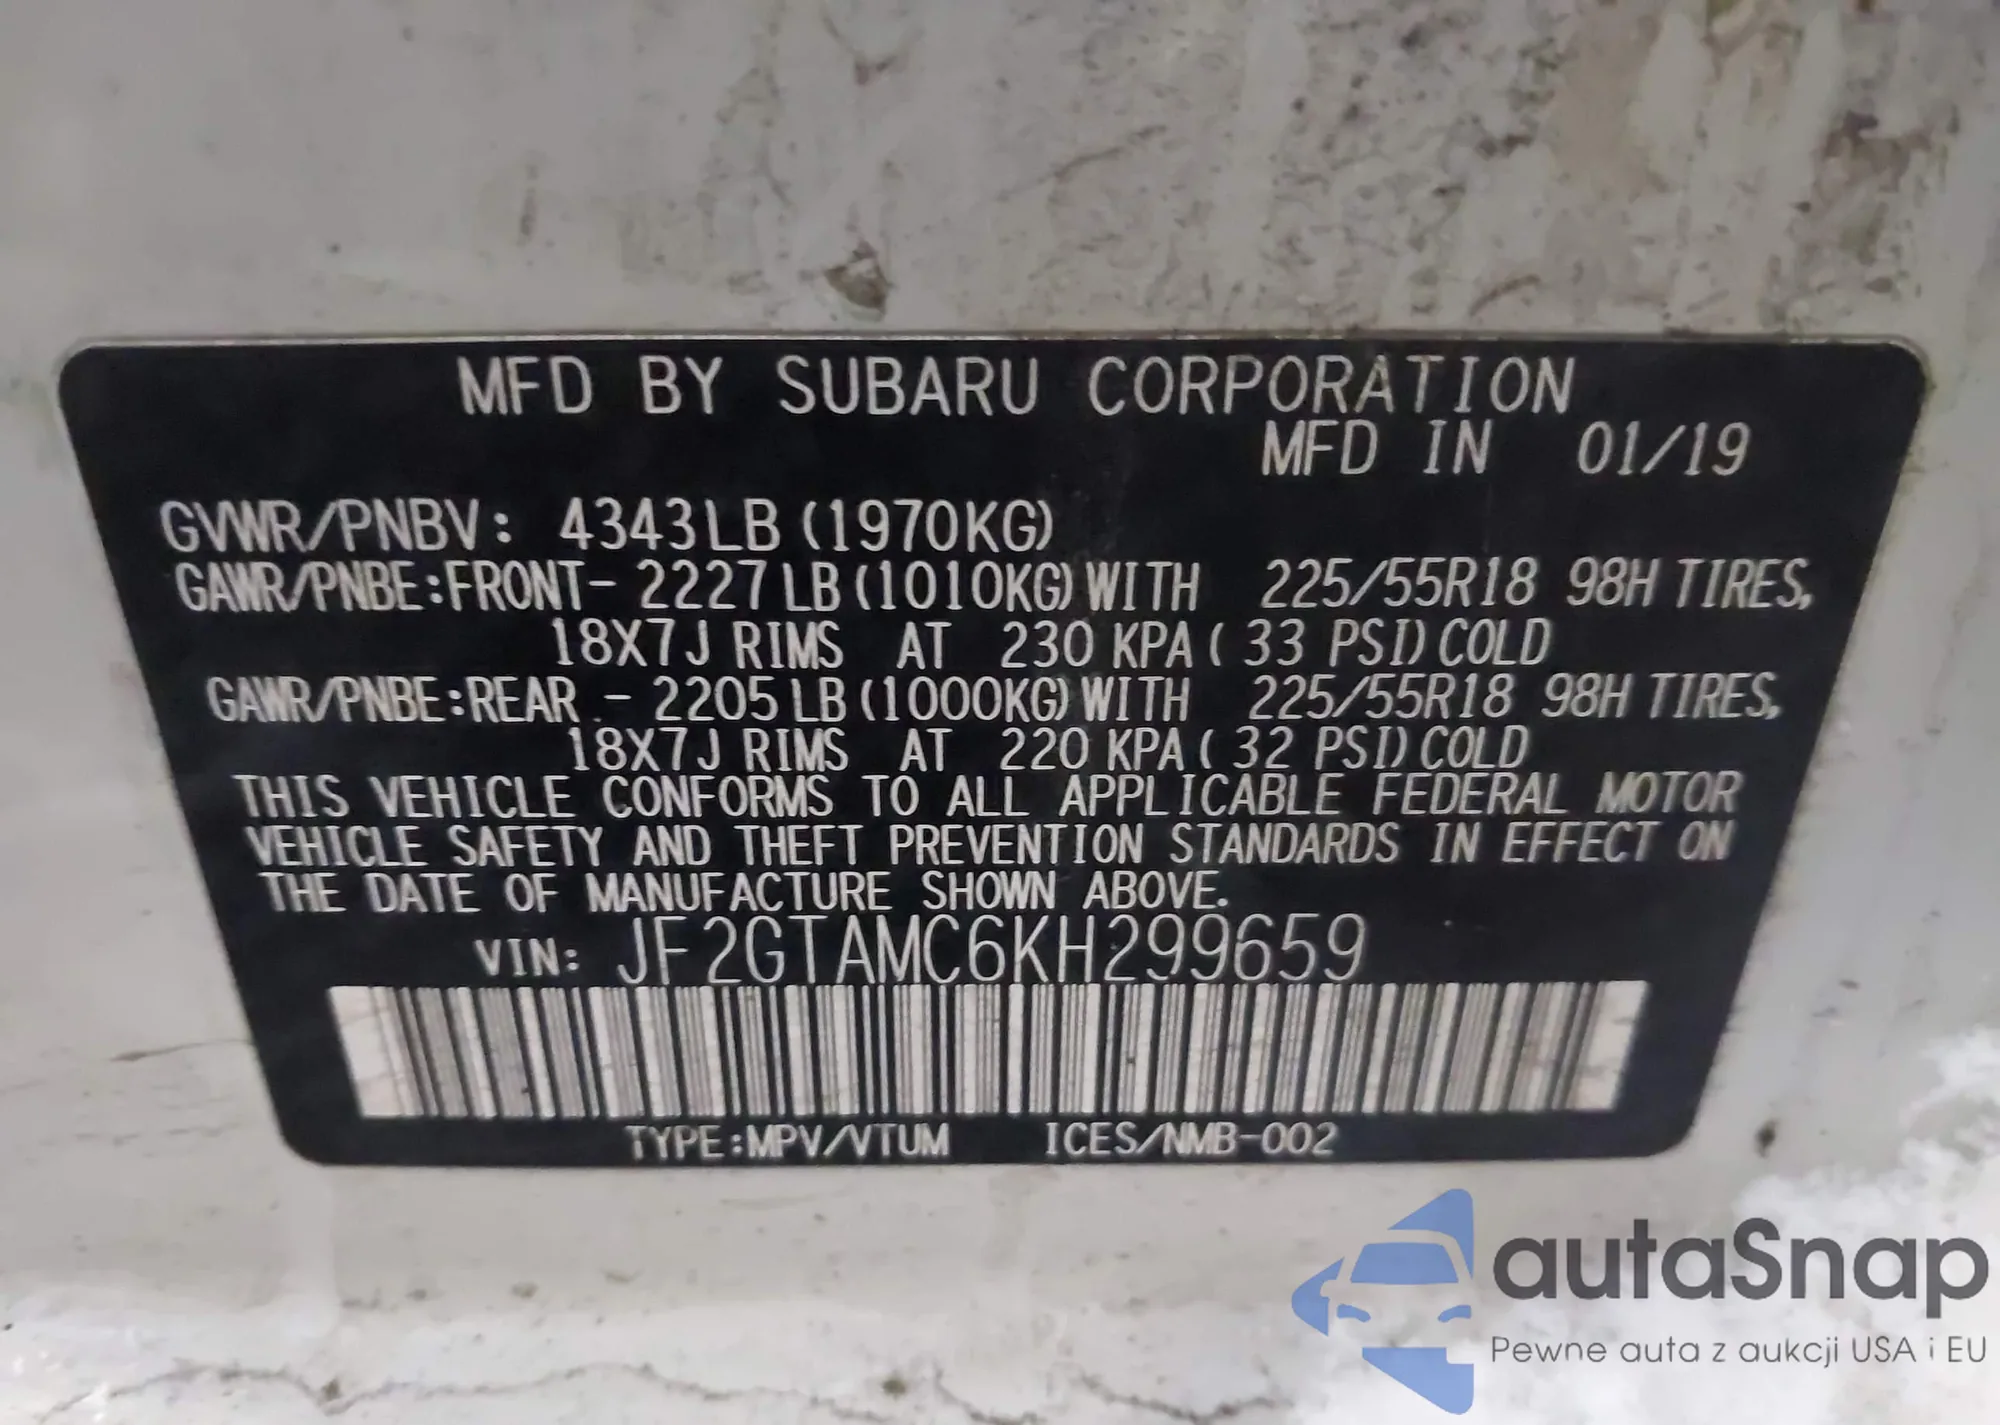 MFD BY SUBARU CORPORATION
MFD IN 01/19
GVWR/PNBV: 4343LB (1970KG)
GAWR/PNBE:FRONT- 2227LB(1010KG)WITH 225/55R18 98H TIRES,
18X7J RIMS AT 230 KPA( 33 PSI)COLD
GAWR/PNBE:REAR - 2205LB(1000KG)WITH 225/55R18 98H TIRES,
18X7J RIMS AT 220 KPA( 32 PSI)COLD
THIS VEHICLE CONFORMS TO ALL APPLICABLE FEDERAL MOTOR
VEHICLE SAFETY AND THEFT PREVENTION STANDARDS IN EFFECT ON
THE DATE OF MANUFACTURE SHOWN ABOVE.
VIN: JF2GTAMC6KH299659
TYPE:MPV/VTUM ICES/NMB-002
autaSnap
Pewne auta z aukcji USA i EU